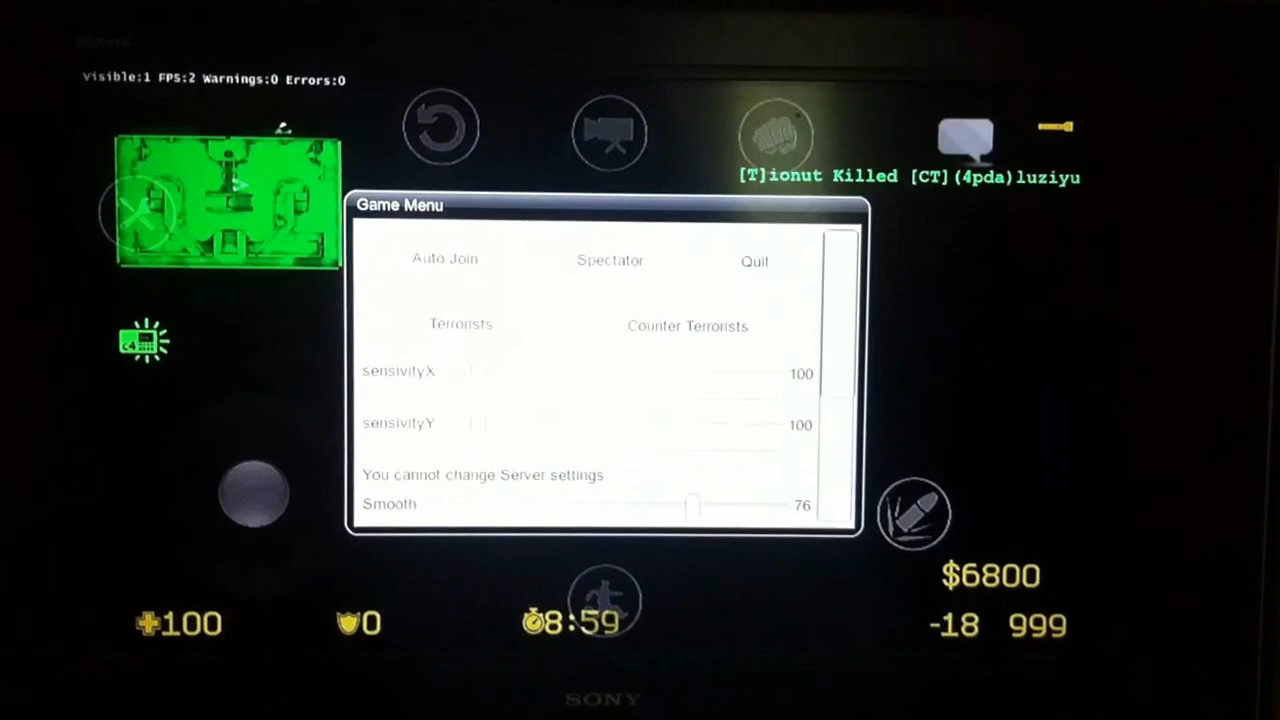 Visible:1 FPS:2 Warnings:0 Errors:0
[T]ionut Killed [CT](4pda)luziyu
Game Menu
Auto Join Spectator Quit
Terrorists Counter Terrorists
sensivityX 100
sensivityY 100
You cannot change Server settings
Smooth 76
c4
$6800
100 0 8:59 -18 999
SONY